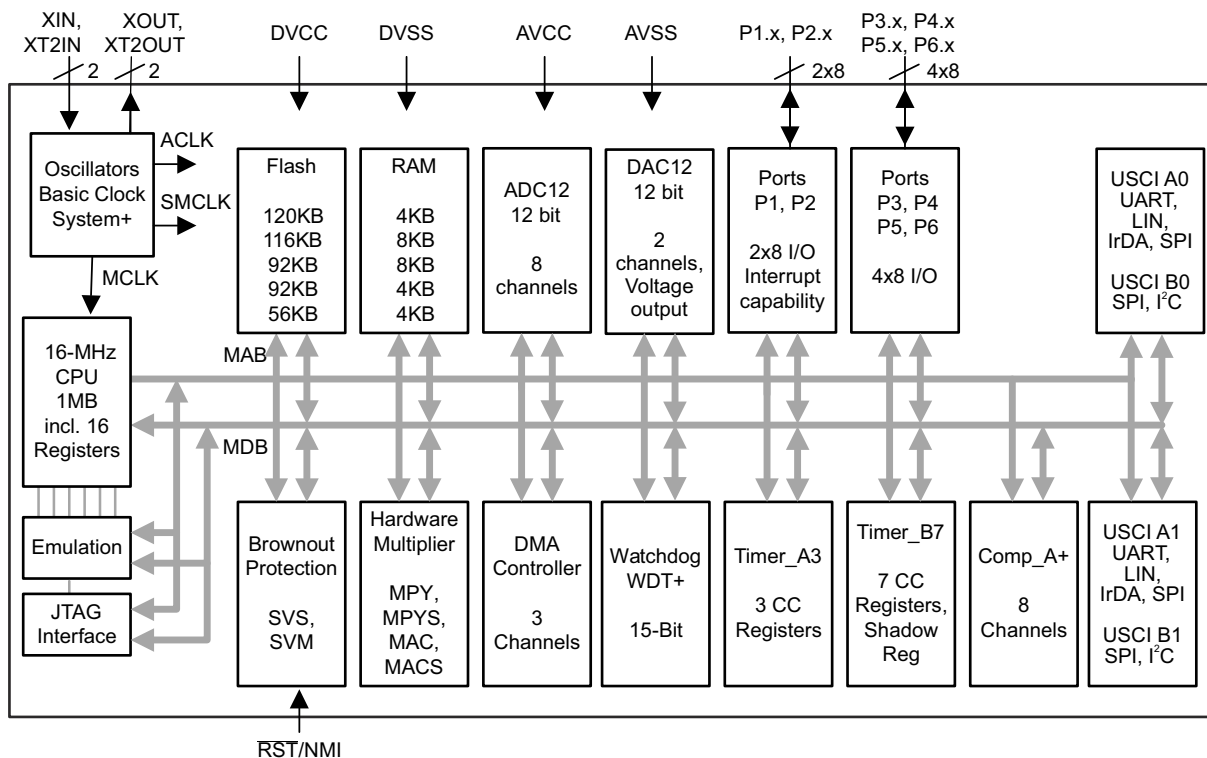 XIN,
XT2IN
2
XOUT,
XT2OUT
2
DVCC
DVSS
AVCC
AVSS
P1.x, P2.x
2x8
P3.x, P4.x
P5.x, P6.x
4x8
Oscillators
Basic Clock
System+
ACLK
SMCLK
MCLK
Flash
120KB
116KB
92KB
92KB
56KB
RAM
4KB
8KB
8KB
4KB
4KB
ADC12
12 bit
8
channels
DAC12
12 bit
2
channels,
Voltage
output
Ports
P1, P2
2x8 I/O
Interrupt
capability
Ports
P3, P4
P5, P6
4x8 I/O
USCI A0
UART,
LIN,
IrDA, SPI
USCI B0
SPI, I²C
16-MHz
CPU
1MB
incl. 16
Registers
MAB
MDB
Emulation
JTAG
Interface
Brownout
Protection
SVS,
SVM
Hardware
Multiplier
MPY,
MPYS,
MAC,
MACS
DMA
Controller
3
Channels
Watchdog
WDT+
15-Bit
Timer_A3
3 CC
Registers
Timer_B7
7 CC
Registers,
Shadow
Reg
Comp_A+
8
Channels
USCI A1
UART,
LIN,
IrDA, SPI
USCI B1
SPI, I²C
RST/NMI